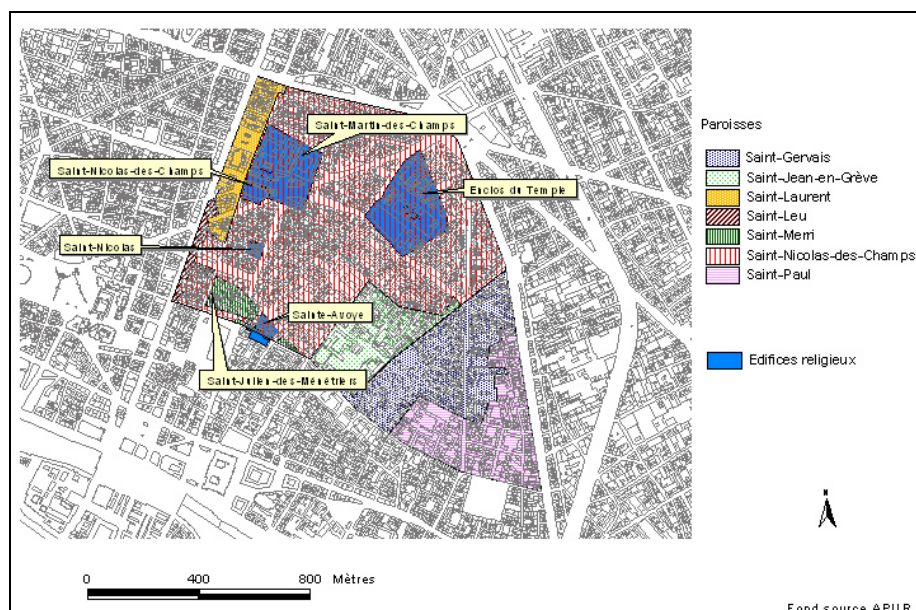 Saint-Martin-des-Champs
Saint-Nicolas-des-Champs
Enclos du Temple
Saint-Nicolas
Sainte-Avoye
Saint-Julien-des-Ménétriers
Paroisses
Saint-Gervais
Saint-Jean-en-Grève
Saint-Laurent
Saint-Leu
Saint-Merri
Saint-Nicolas-des-Champs
Saint-Paul
Edifices religieux
N
0 400 800 Mètres
Fond source APUR